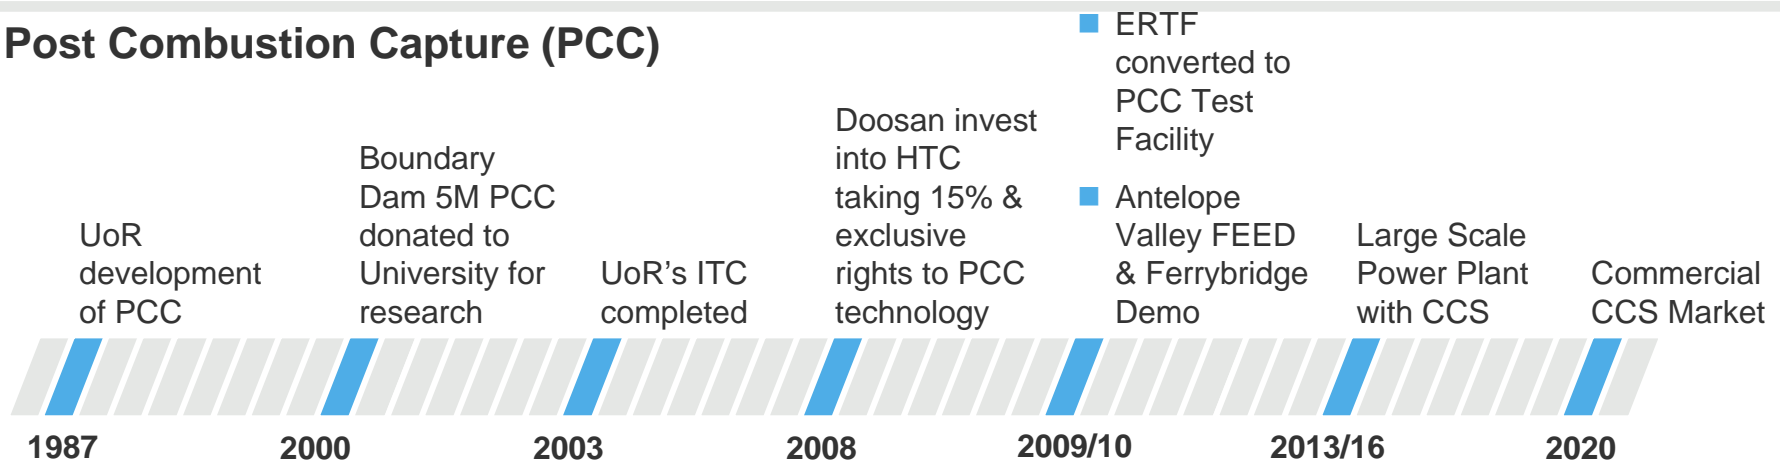 Post Combustion Capture (PCC)
UoR
development
of PCC
Boundary
Dam 5M PCC
donated to
University for
research
UoR's ITC
completed
Doosan invest
into HTC
taking 15% &
exclusive
rights to PCC
technology
ERTF
converted to
PCC Test
Facility
Antelope
Valley FEED
& Ferrybridge
Demo
Large Scale
Power Plant
with CCS
Commercial
CCS Market
1987
2000
2003
2008
2009/10
2013/16
2020